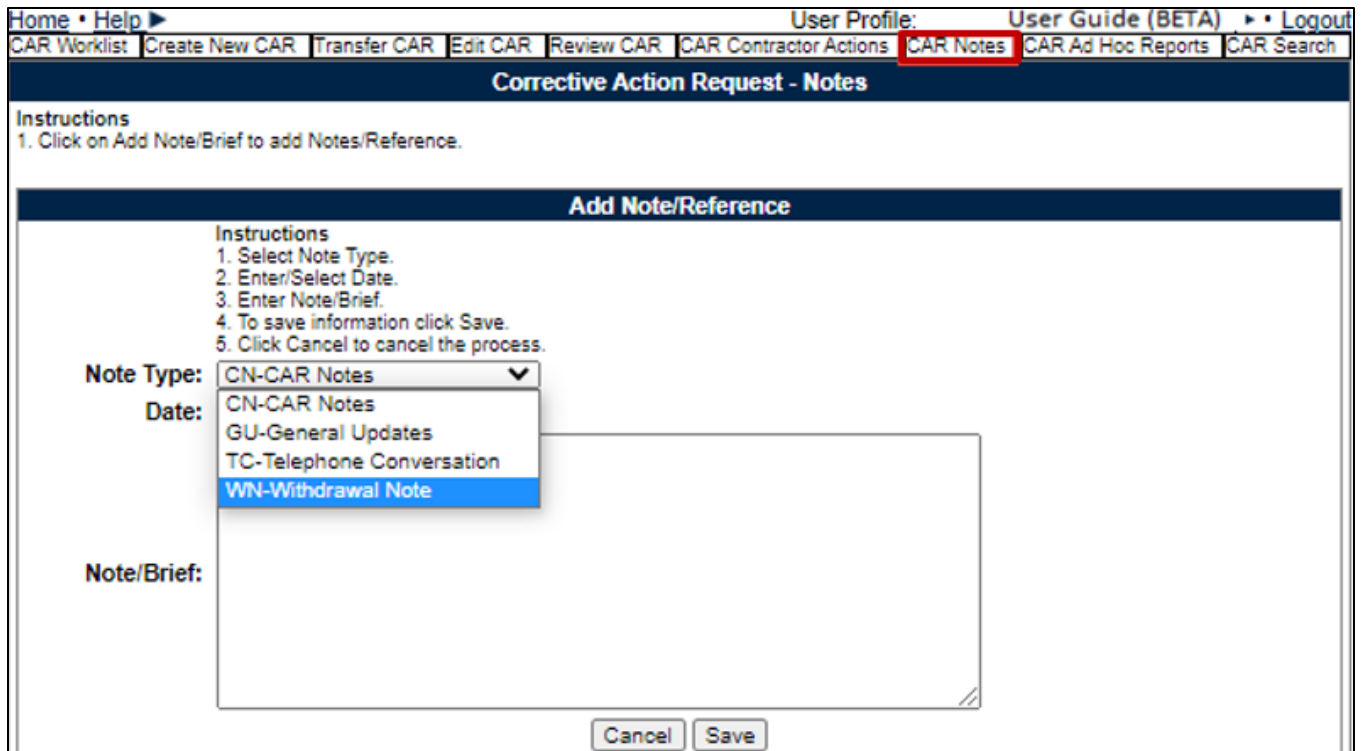 Home • Help ▶ User Profile: User Guide (BETA) ▸ • Logout
CAR Worklist Create New CAR Transfer CAR Edit CAR Review CAR CAR Contractor Actions CAR Notes CAR Ad Hoc Reports CAR Search
Corrective Action Request - Notes
Instructions
1. Click on Add Note/Brief to add Notes/Reference.
Add Note/Reference
Instructions
1. Select Note Type.
2. Enter/Select Date.
3. Enter Note/Brief.
4. To save information click Save.
5. Click Cancel to cancel the process.
Note Type: CN-CAR Notes
Date: CN-CAR Notes
GU-General Updates
TC-Telephone Conversation
WN-Withdrawal Note
Note/Brief:
Cancel Save